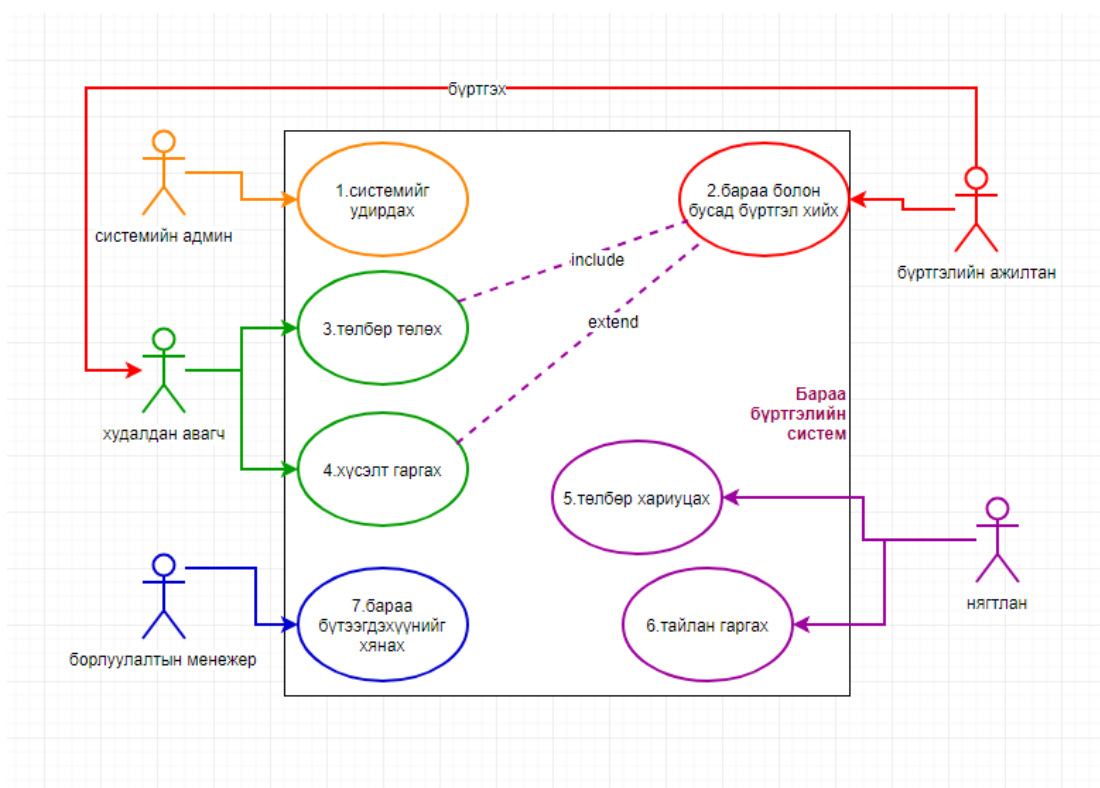 бүртгэх
1.системийг
удирдах
2.бараа болон
бусад бүртгэл хийх
системийн админ
include
бүртгэлийн ажилтан
extend
3.төлбөр төлөх
Бараа
бүртгэлийн
систем
худалдан авагч
4.хүсэлт гаргах
5.төлбөр хариуцах
нягтлан
7.бараа
бүтээгдэхүүнийг
хянах
6.тайлан гаргах
борлуулалтын менежер